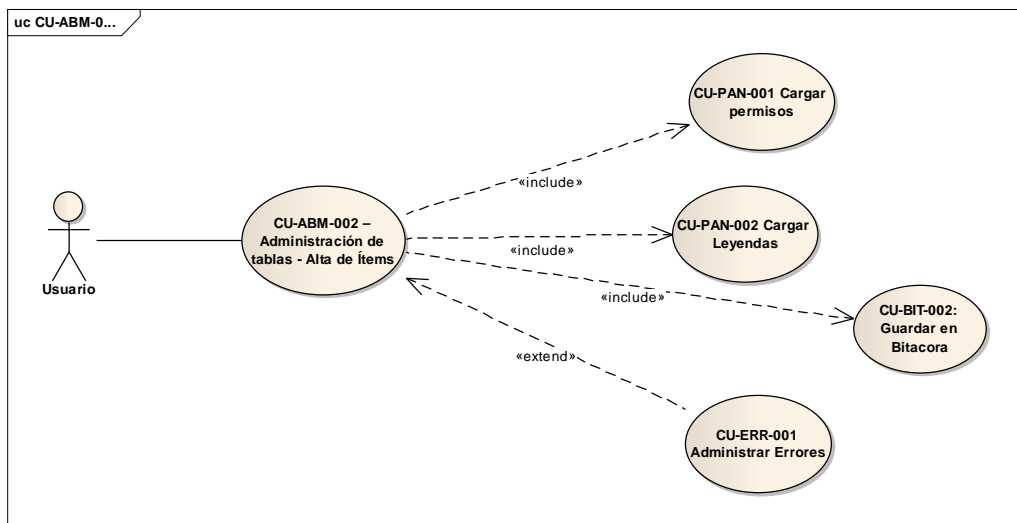 uc CU-ABM-0...
CU-PAN-001 Cargar
permisos
«include»
CU-ABM-002 –
Administración de
tablas - Alta de Ítems
CU-PAN-002 Cargar
Leyendas
«include»
Usuario
«include»
CU-BIT-002:
Guardar en
Bitacora
«extend»
CU-ERR-001
Administrar Errores